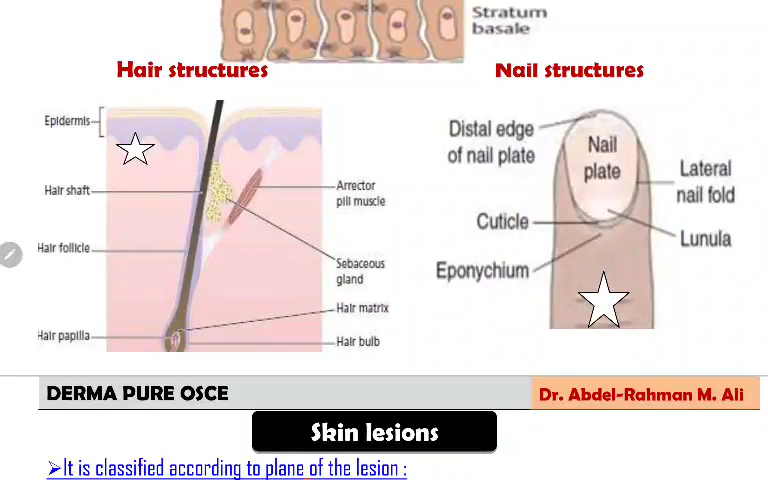 Stratum
basale
Hair structures
Nail structures
Epidermis
Hair shaft
Hair follicle
Hair papilla
Arrector
pili muscle
Sebaceous
gland
Hair matrix
Hair bulb
Distal edge
of nail plate
Nail
plate
Lateral
nail fold
Cuticle
Lunula
Eponychium
DERMA PURE OSCE
Dr. Abdel-Rahman M. Ali
Skin lesions
➢It is classified according to plane of the lesion :